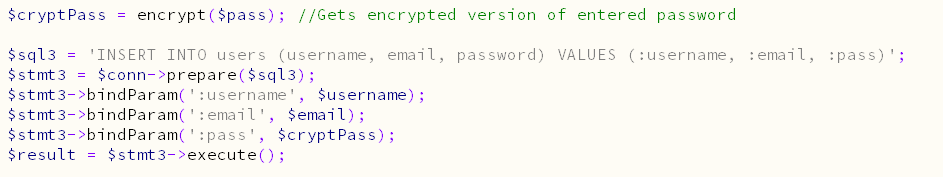 $cryptPass = encrypt($pass); //Gets encrypted version of entered password
$sql3 = 'INSERT INTO users (username, email, password) VALUES (:username, :email, :pass)';
$stmt3 = $conn->prepare($sql3);
$stmt3->bindParam(':username', $username);
$stmt3->bindParam(':email', $email);
$stmt3->bindParam(':pass', $cryptPass);
$result = $stmt3->execute();